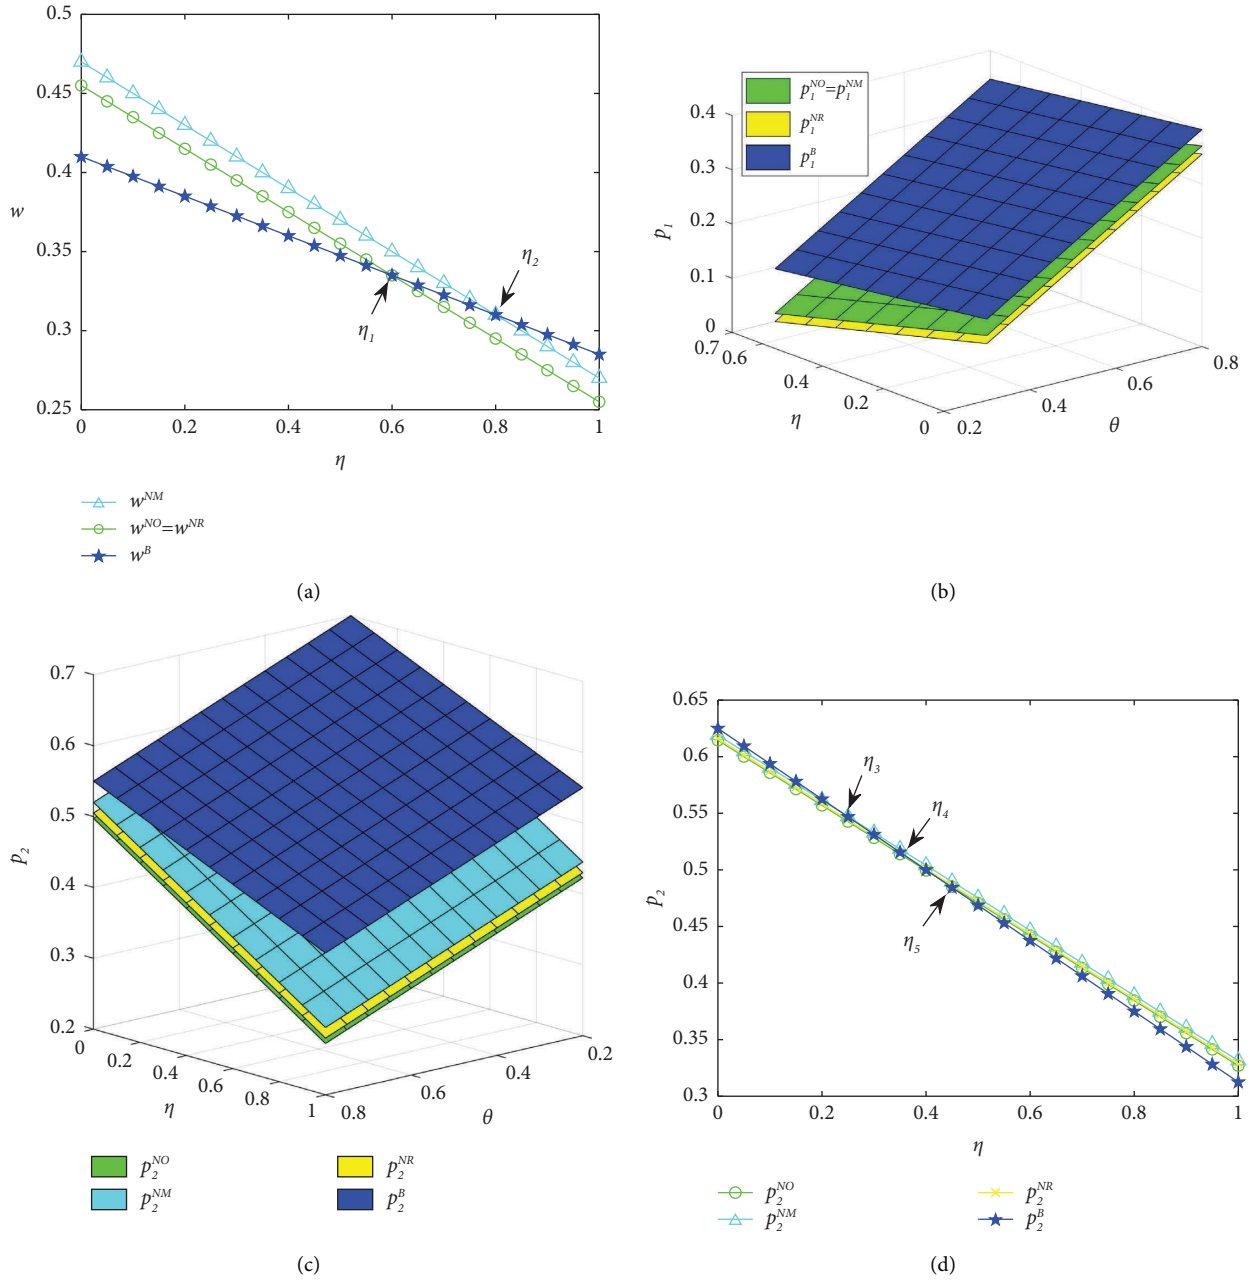 0.5
0.45
0.4
0.35
0.3
0.25
w
0 0.2 0.4 0.6 0.8 1
η
η₁
η₂
w^NM
w^NO=w^NR
w^B
(a)
p₁^NO=p₁^NM
p₁^NR
p₁^B
0.4
0.3
0.2
0.1
0
p₁
0.7
0.6
0.4
0.2
0
η
0.2
0.4
0.6
0.8
θ
(b)
0.7
0.6
0.5
0.4
0.3
0.2
p₂
0
0.2
0.4
0.6
0.8
1
η
0.8
0.6
0.4
0.2
θ
p₂^NO p₂^NR
p₂^NM p₂^B
(c)
0.65
0.6
0.55
0.5
0.45
0.4
0.35
0.3
p₂
η₃
η₄
η₅
0 0.2 0.4 0.6 0.8 1
η
p₂^NO p₂^NR
p₂^NM p₂^B
(d)